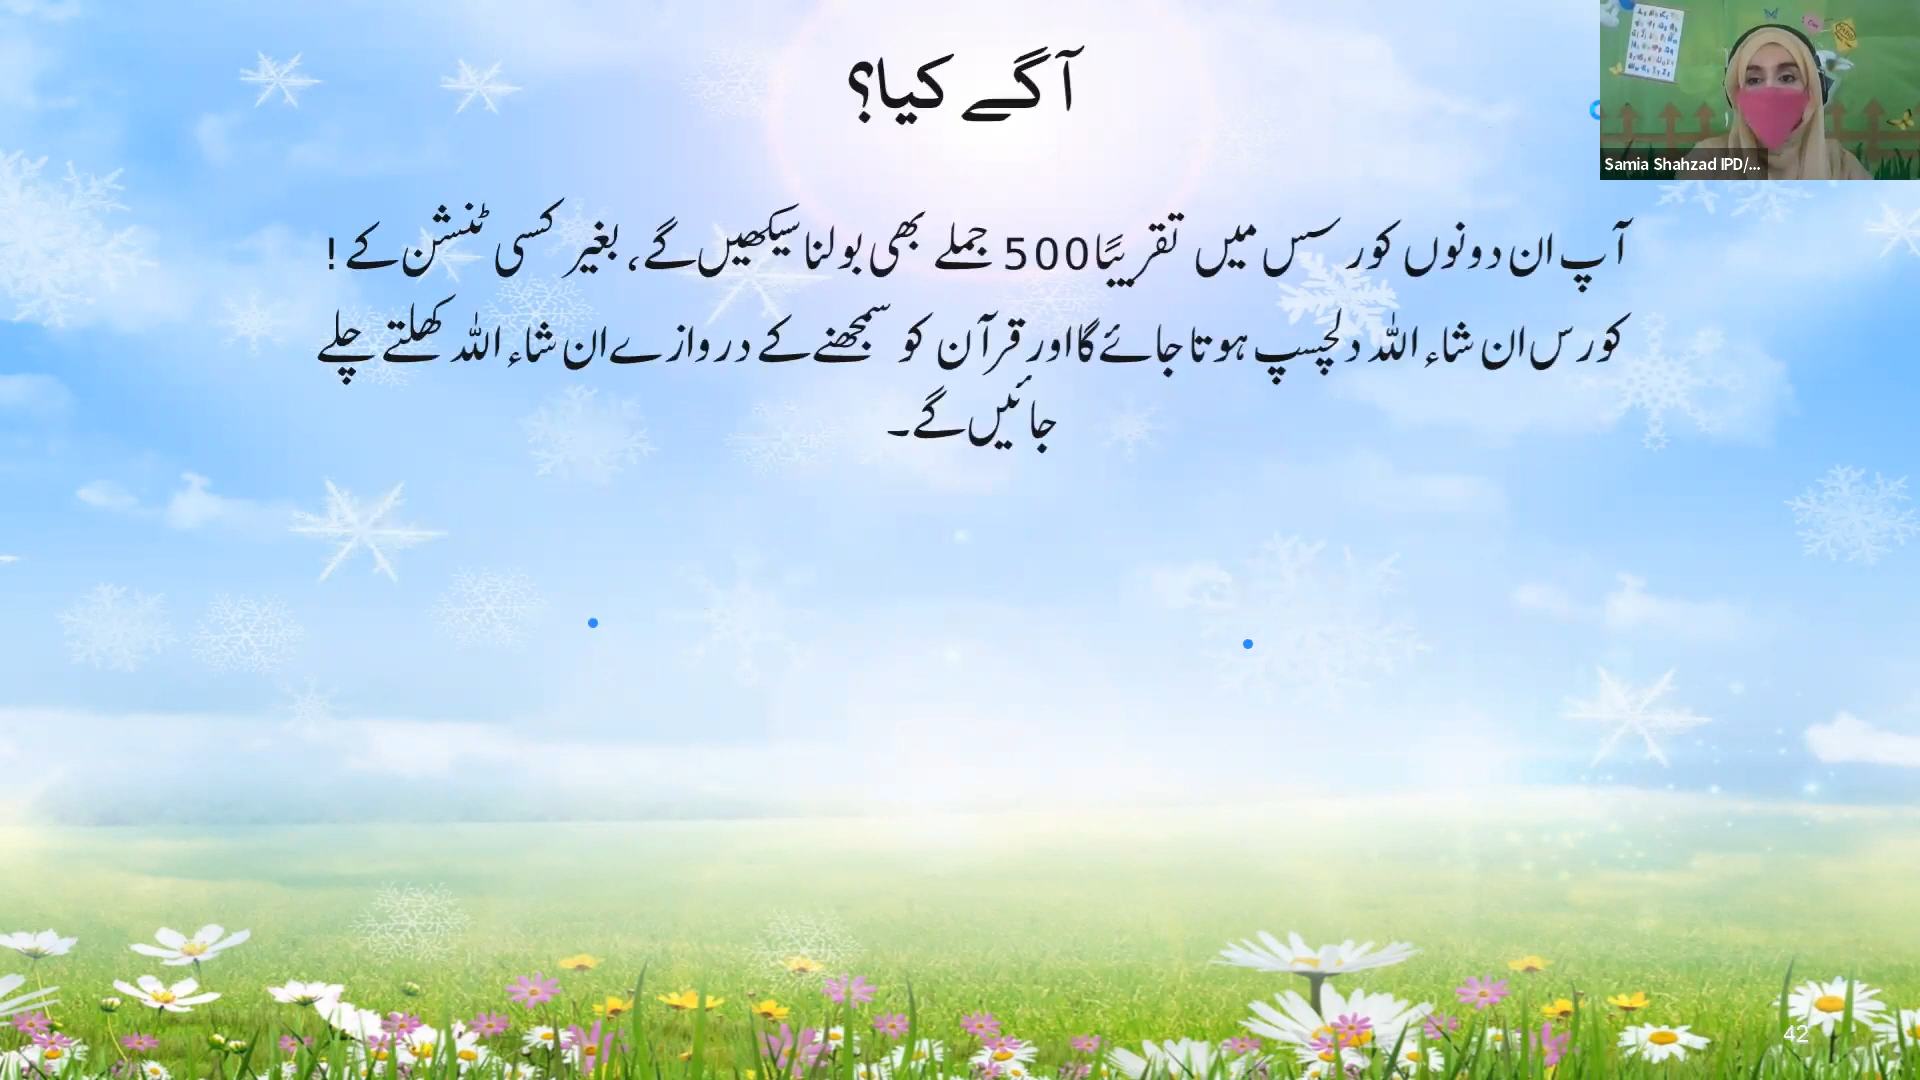 آگے کیا؟
آپ ان دونوں کورسس میں تقریبًا 500 جملے بھی بولنا سیکھیں گے، بغیر کسی ٹنشن کے !
کورس ان شاء اللہ دلچسپ ہوتا جائے گا اور قرآن کو سمجھنے کے دروازے ان شاء اللہ کھلتے چلے
جائیں گے۔
Samia Shahzad IPD/...
42